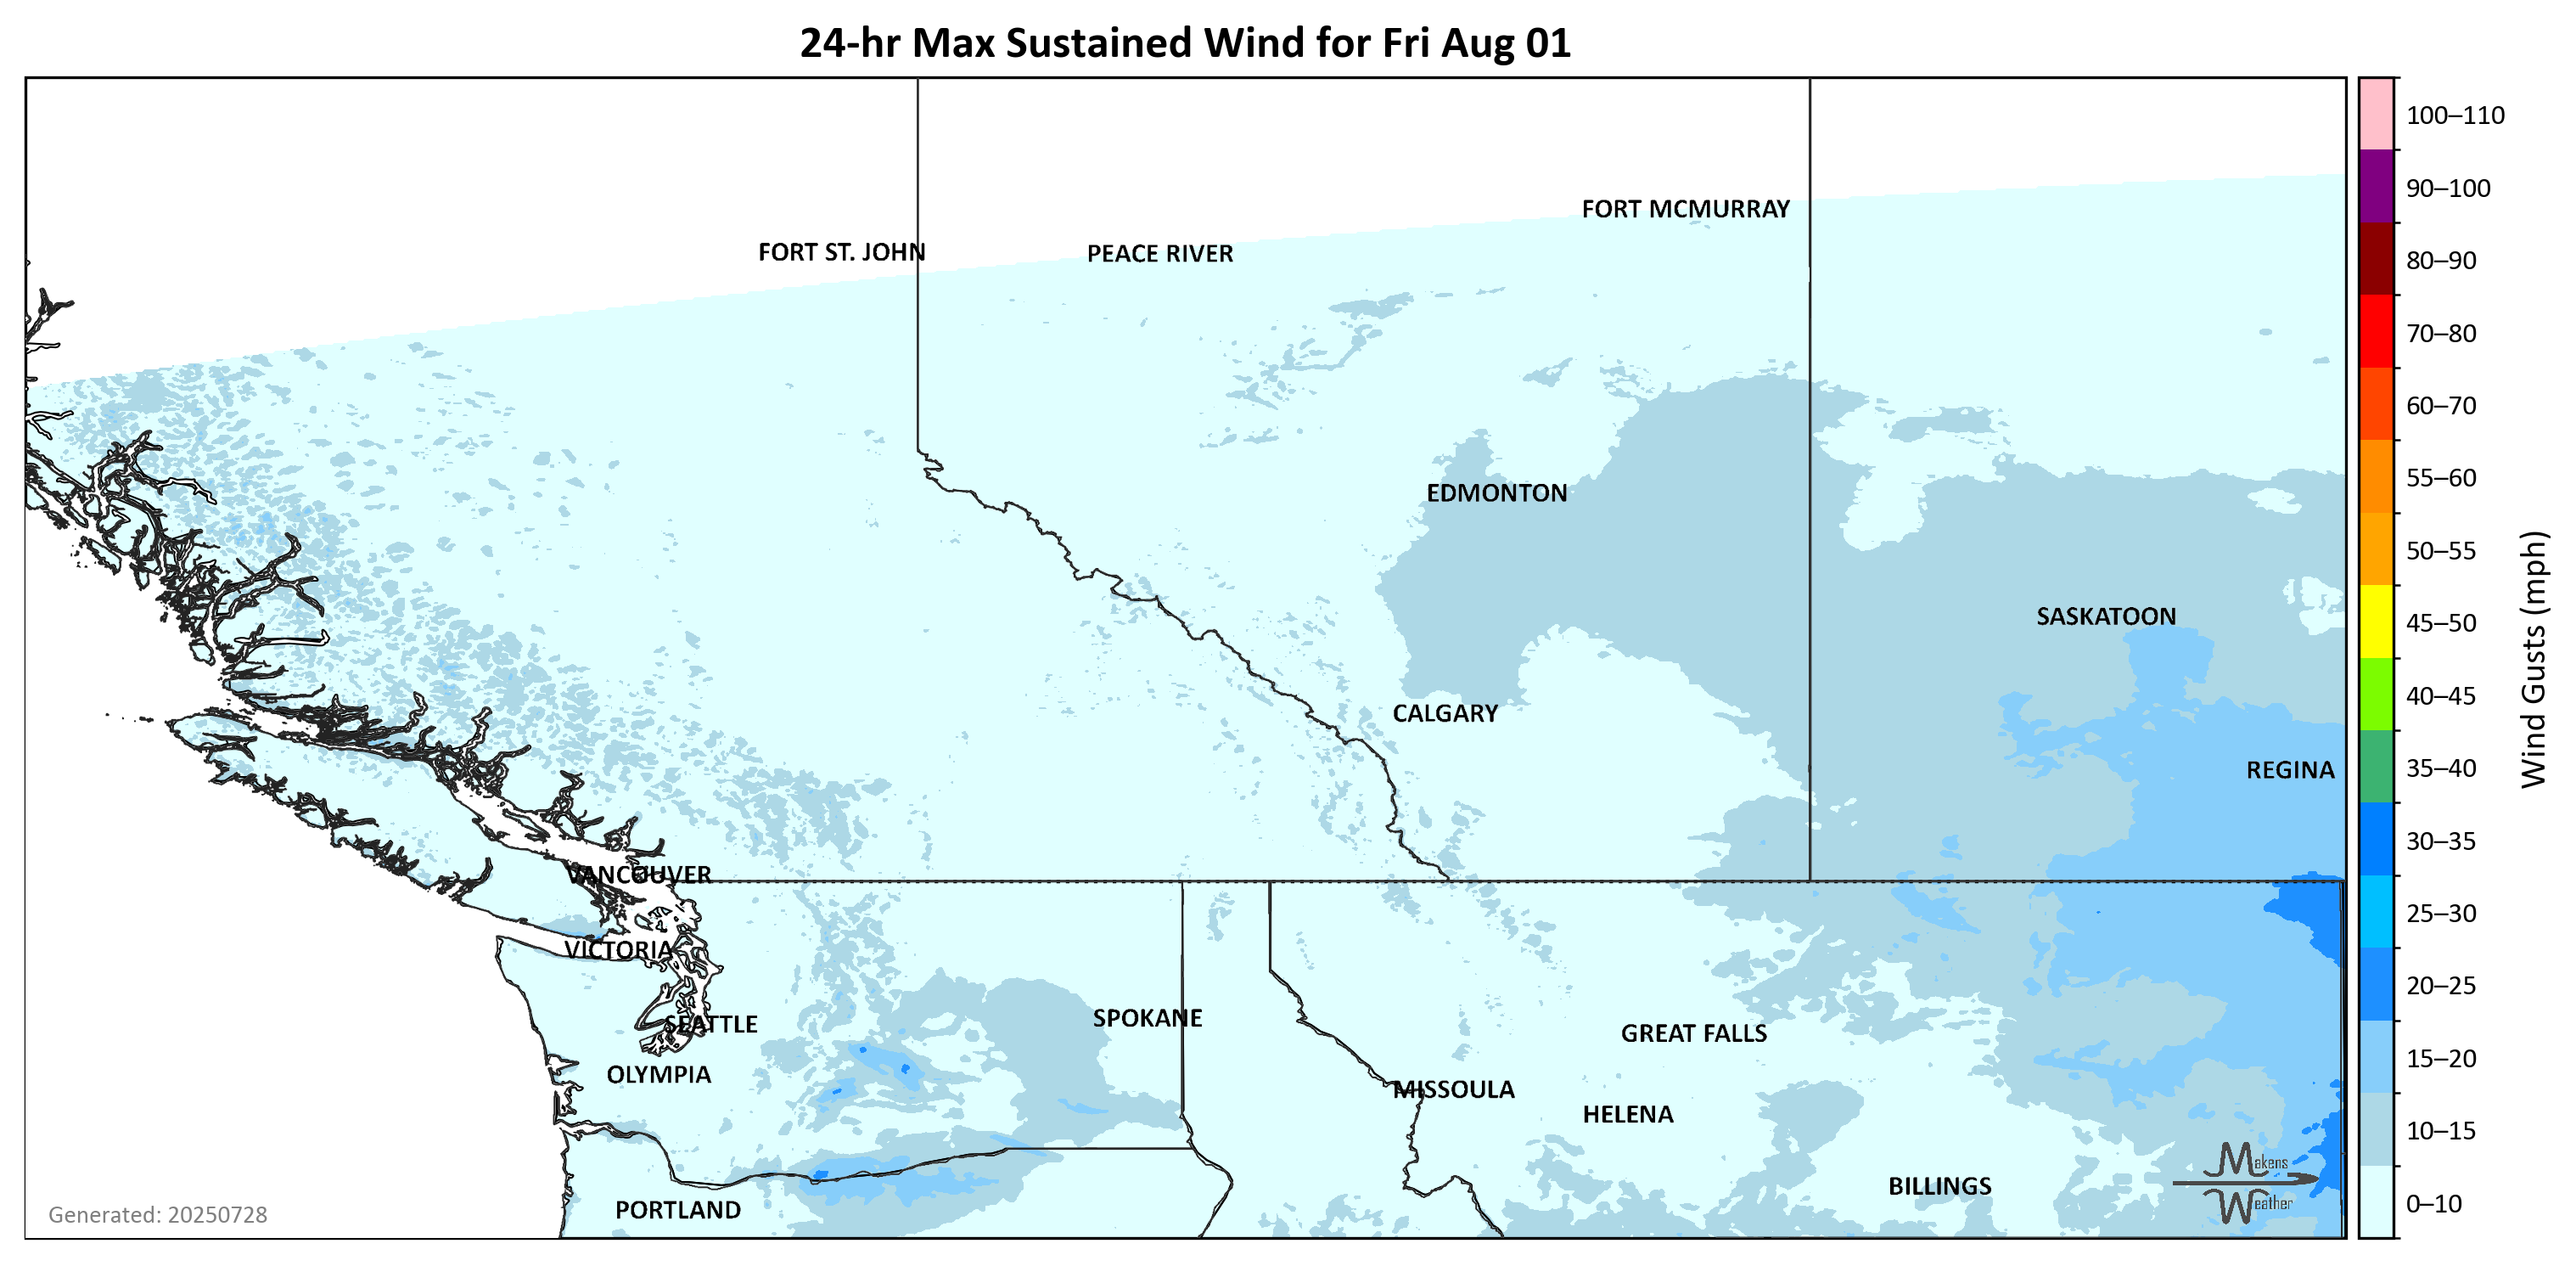 24-hr Max Sustained Wind for Fri Aug 01
100–110
90–100
80–90
70–80
60–70
55–60
50–55
45–50
40–45
35–40
30–35
25–30
20–25
15–20
10–15
0–10
Wind Gusts (mph)
FORT MCMURRAY
FORT ST. JOHN
PEACE RIVER
EDMONTON
SASKATOON
CALGARY
REGINA
VANCOUVER
VICTORIA
SEATTLE
SPOKANE
GREAT FALLS
OLYMPIA
MISSOULA
HELENA
BILLINGS
PORTLAND
Makens
Weather
Generated: 20250728